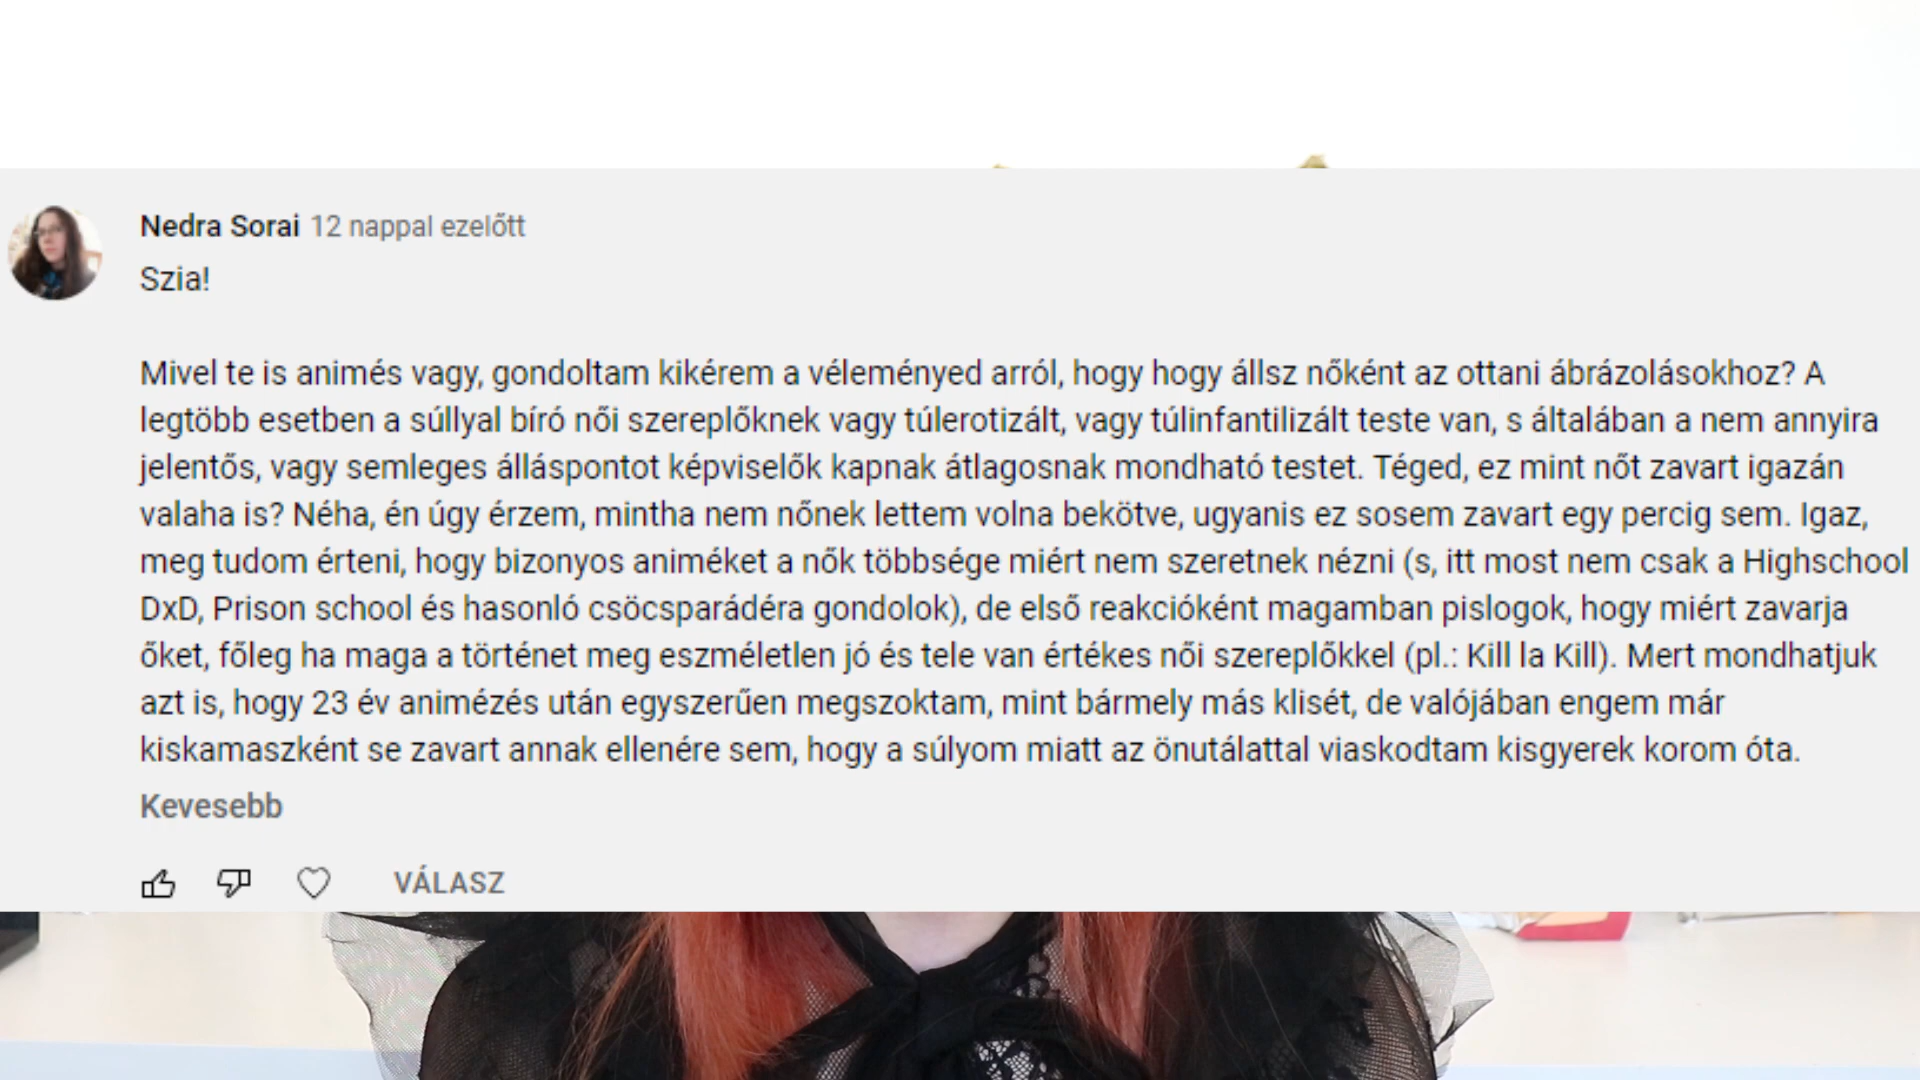 Nedra Sorai 12 nappal ezelőtt
Szia!
Mivel te is animés vagy, gondoltam kikérem a véleményed arról, hogy hogy állsz nőként az ottani ábrázolásokhoz? A
legtöbb esetben a súllyal bíró női szereplőknek vagy túlerotizált, vagy túlinfantilizált teste van, s általában a nem annyira
jelentős, vagy semleges álláspontot képviselők kapnak átlagosnak mondható testet. Téged, ez mint nőt zavart igazán
valaha is? Néha, én úgy érzem, mintha nem nőnek lettem volna bekötve, ugyanis ez sosem zavart egy percig sem. Igaz,
meg tudom érteni, hogy bizonyos animéket a nők többsége miért nem szeretnek nézni (s, itt most nem csak a Highschool
DxD, Prison school és hasonló csöcsparádéra gondolok), de első reakcióként magamban pislogok, hogy miért zavarja
őket, főleg ha maga a történet meg eszméletlen jó és tele van értékes női szereplőkkel (pl.: Kill la Kill). Mert mondhatjuk
azt is, hogy 23 év animézés után egyszerűen megszoktam, mint bármely más klisét, de valójában engem már
kiskamaszként se zavart annak ellenére sem, hogy a súlyom miatt az önutálattal viaskodtam kisgyerek korom óta.
Kevesebb
VÁLASZ